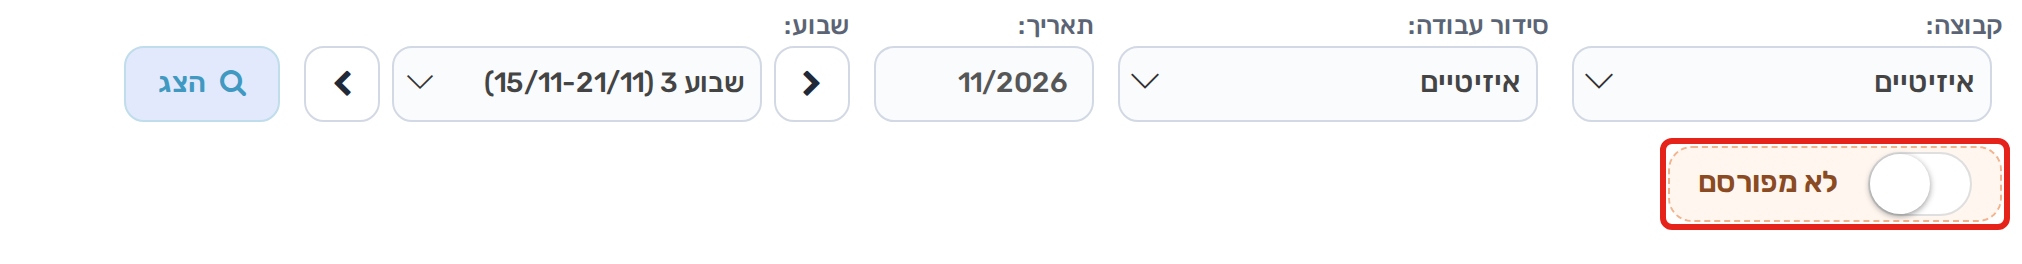 קבוצה: סידור עבודה: תאריך: שבוע:
איזיטיים איזיטיים 11/2026 שבוע 3 (15/11-21/11) הצג
לא מפורסם